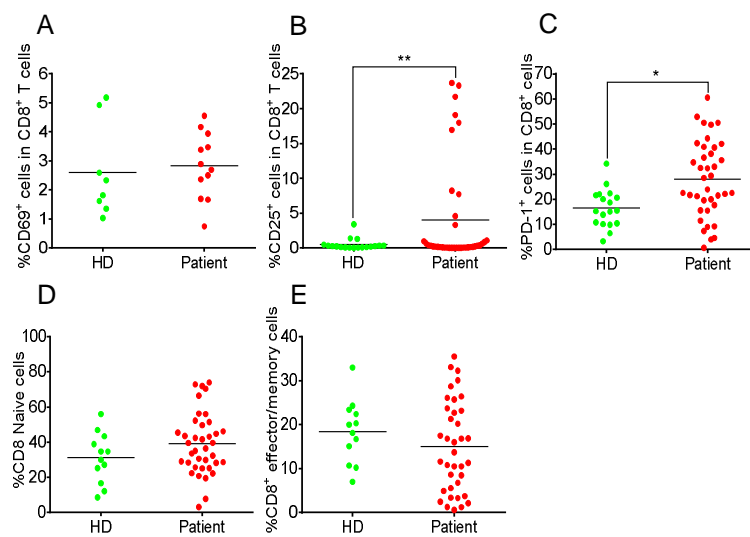 A
%CD69+ cells in CD8+ T cells
6
5
4
3
2
1
0
HD Patient
B
%CD25+ cells in CD8+ T cells
25
20
15
10
5
0
**
HD Patient
C
%PD-1+ cells in CD8+ cells
70
60
50
40
30
20
10
0
*
HD Patient
D
%CD8 Naive cells
100
80
60
40
20
0
HD Patient
E
%CD8+ effector/memory cells
40
30
20
10
0
HD Patient